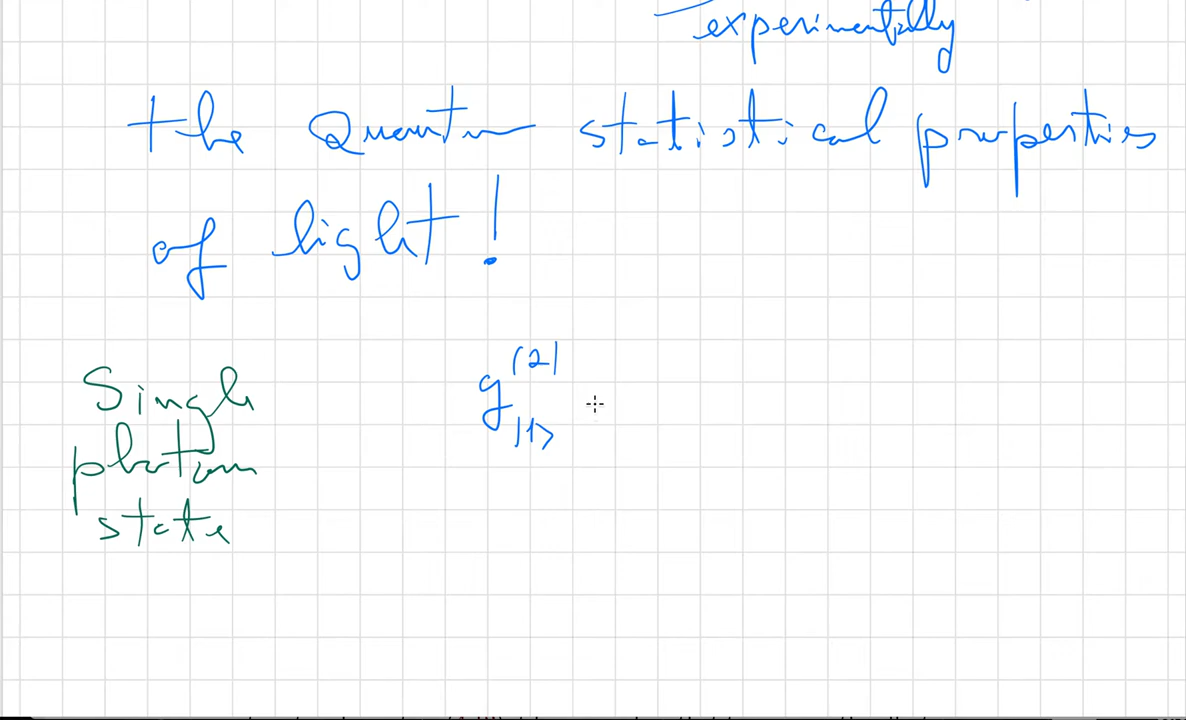 experimentally
the Quantum statistical properties
of light!
Single
photon
state
g^{(2)}_{|1>}